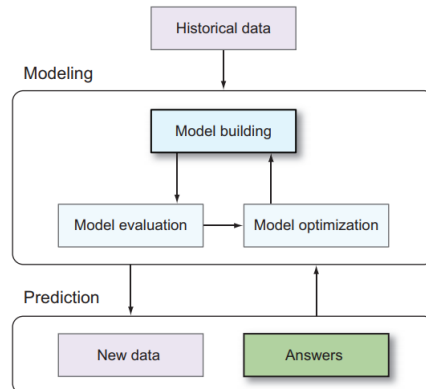 Historical data
Modeling
Model building
Model evaluation
Model optimization
Prediction
New data
Answers